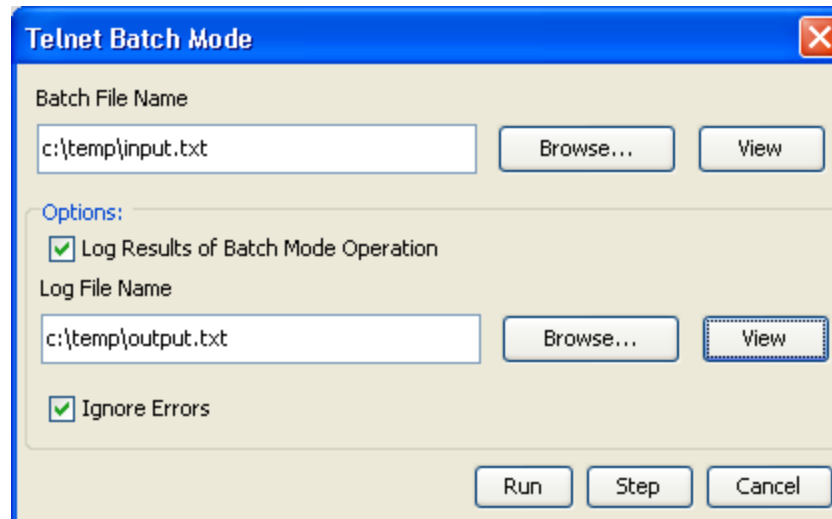 Telnet Batch Mode
Batch File Name
c:\temp\input.txt Browse... View
Options:
Log Results of Batch Mode Operation
Log File Name
c:\temp\output.txt Browse... View
Ignore Errors
Run Step Cancel